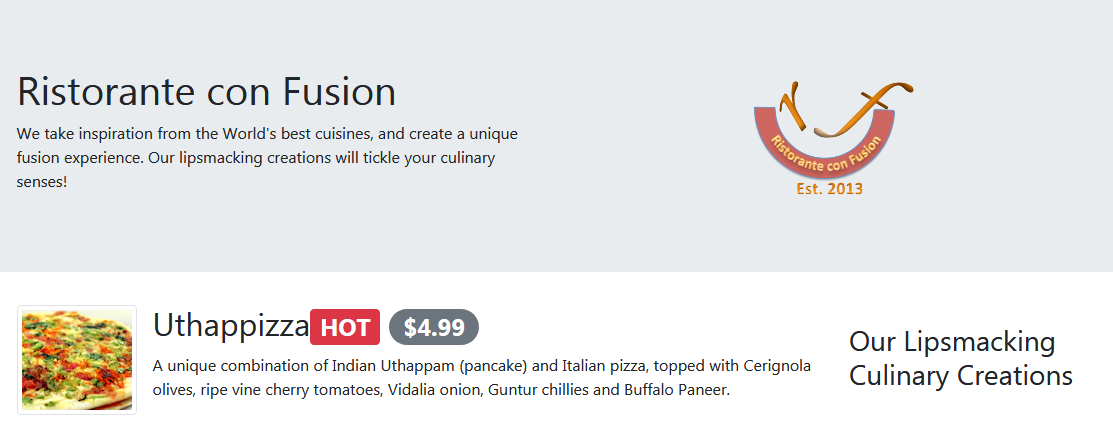 Ristorante con Fusion
We take inspiration from the World's best cuisines, and create a unique
fusion experience. Our lipsmacking creations will tickle your culinary
senses!
r f
Ristorante con Fusion
Est. 2013
Uthappizza HOT $4.99
A unique combination of Indian Uthappam (pancake) and Italian pizza, topped with Cerignola
olives, ripe vine cherry tomatoes, Vidalia onion, Guntur chillies and Buffalo Paneer.
Our Lipsmacking
Culinary Creations